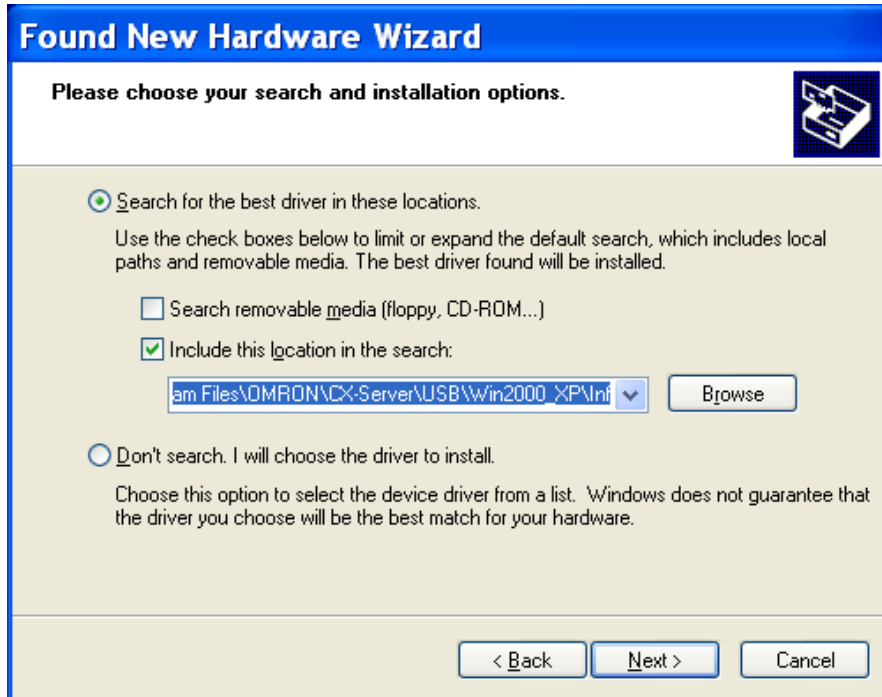 Found New Hardware Wizard
Please choose your search and installation options.
Search for the best driver in these locations.
Use the check boxes below to limit or expand the default search, which includes local
paths and removable media. The best driver found will be installed.
Search removable media (floppy, CD-ROM...)
Include this location in the search:
am Files\OMRON\CX-Server\USB\Win2000_XP\Inf
Browse
Don't search. I will choose the driver to install.
Choose this option to select the device driver from a list. Windows does not guarantee that
the driver you choose will be the best match for your hardware.
< Back Next > Cancel